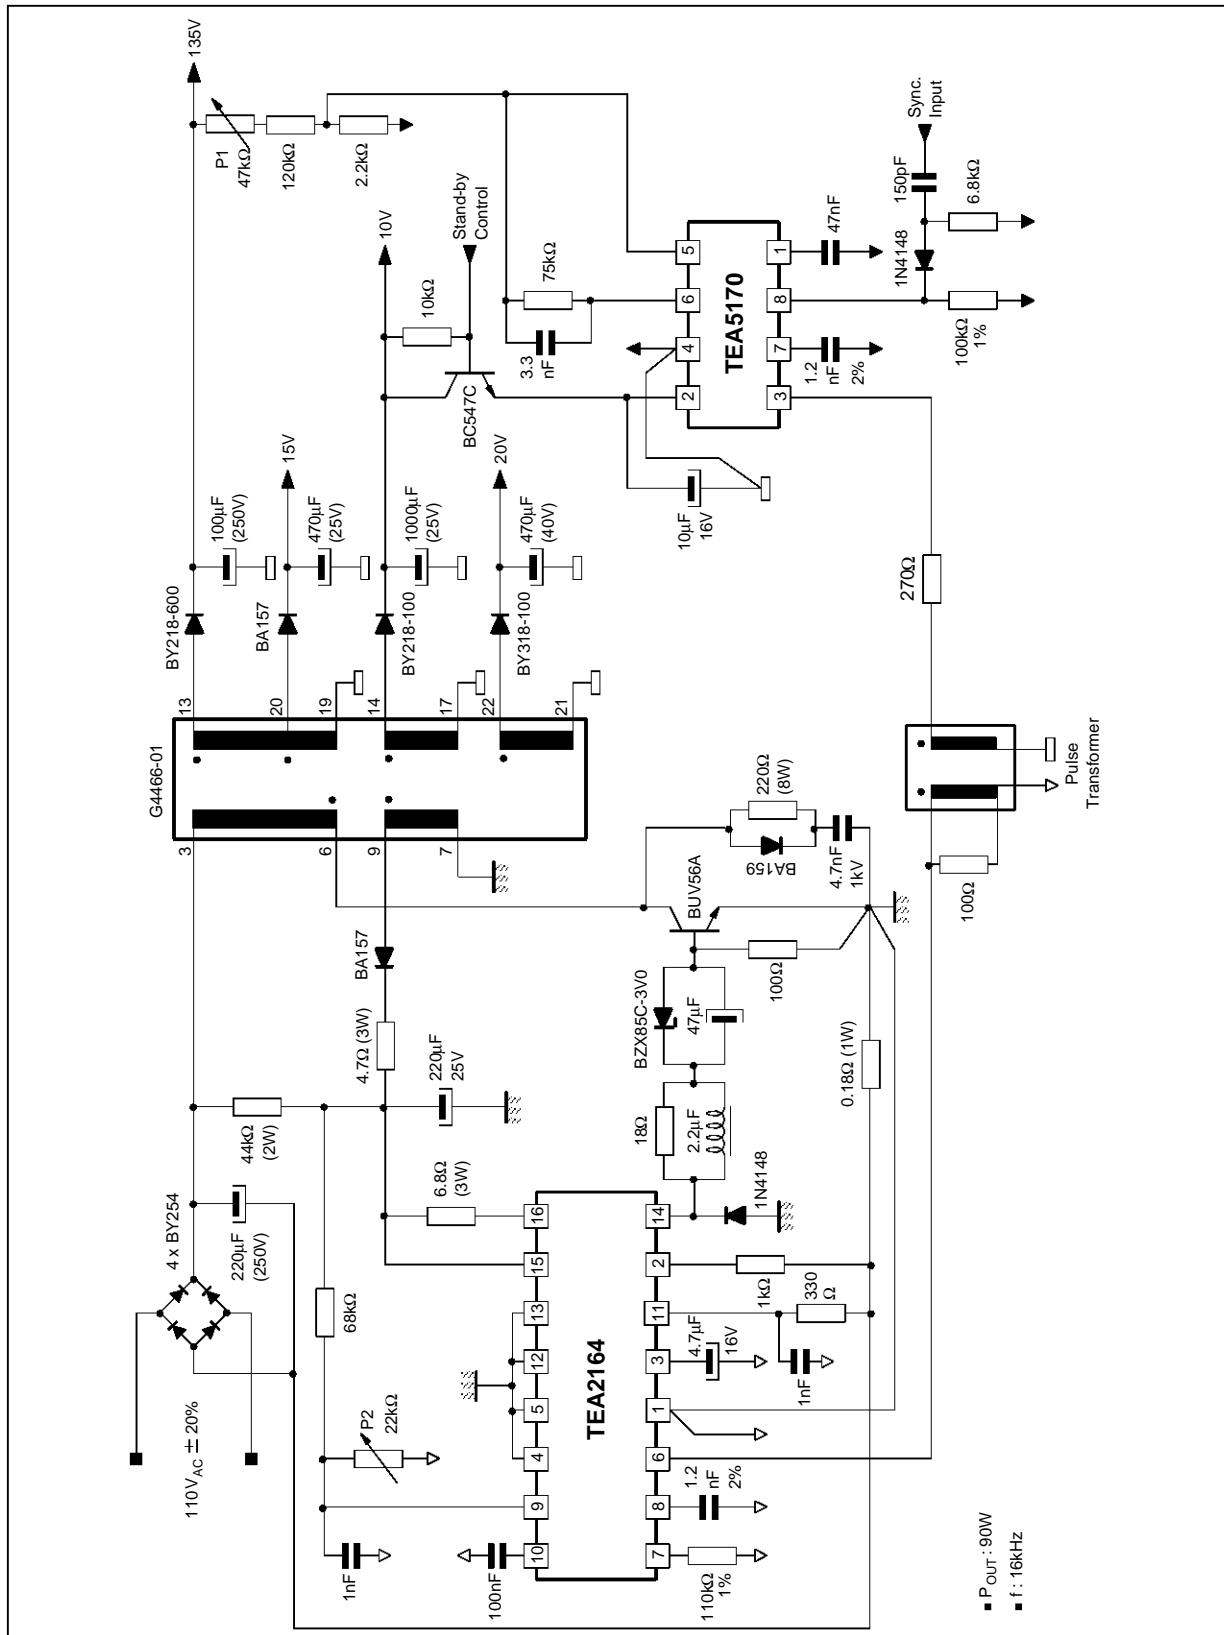 135V
P1
47kΩ
120kΩ
2.2kΩ
10V
Stand-by
Control
10kΩ
BC547C
3.3
nF
75kΩ
15V
20V
BY218-600
100µF
(250V)
BA157
470µF
(25V)
BY218-100
1000µF
(25V)
BY318-100
470µF
(40V)
10µF
16V
TEA5170
5
6
4
2
1
8
7
3
47nF
1.2
nF
2%
150pF
Sync.
Input
1N4148
6.8kΩ
100kΩ
1%
270Ω
G4466-01
13
20
19
14
17
22
21
3
6
9
7
Pulse
Transformer
100Ω
220Ω
(8W)
BA159
4.7nF
1kV
BUV56A
100Ω
BA157
4.7Ω (3W)
220µF
25V
BZX85C-3V0
47µF
18Ω
2.2µF
0.18Ω (1W)
1N4148
44kΩ
(2W)
6.8Ω
(3W)
4 x BY254
220µF
(250V)
110VAC ± 20%
68kΩ
P2
22kΩ
1nF
100nF
TEA2164
16
15
13
12
5
4
9
10
14
2
11
3
1
6
8
7
1kΩ
330
Ω
4.7µF
16V
1nF
1.2
nF
2%
110kΩ
1%
■ POUT : 90W
■ f : 16kHz